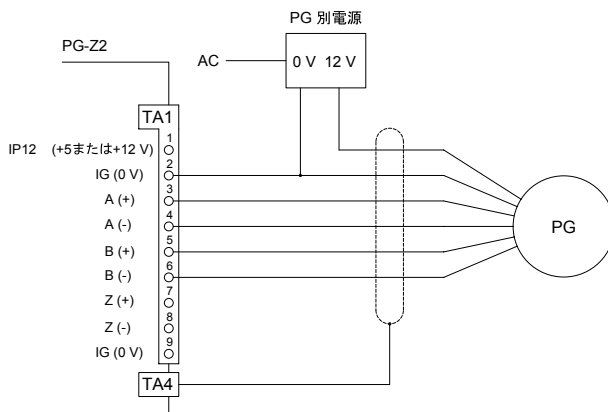 PG 別電源
PG-Z2
AC
0 V 12 V
TA1
IP12 (+5または+12 V) 1
IG (0 V) 2
A (+) 3
A (-) 4
B (+) 5
B (-) 6
Z (+) 7
Z (-) 8
IG (0 V) 9
TA4
PG